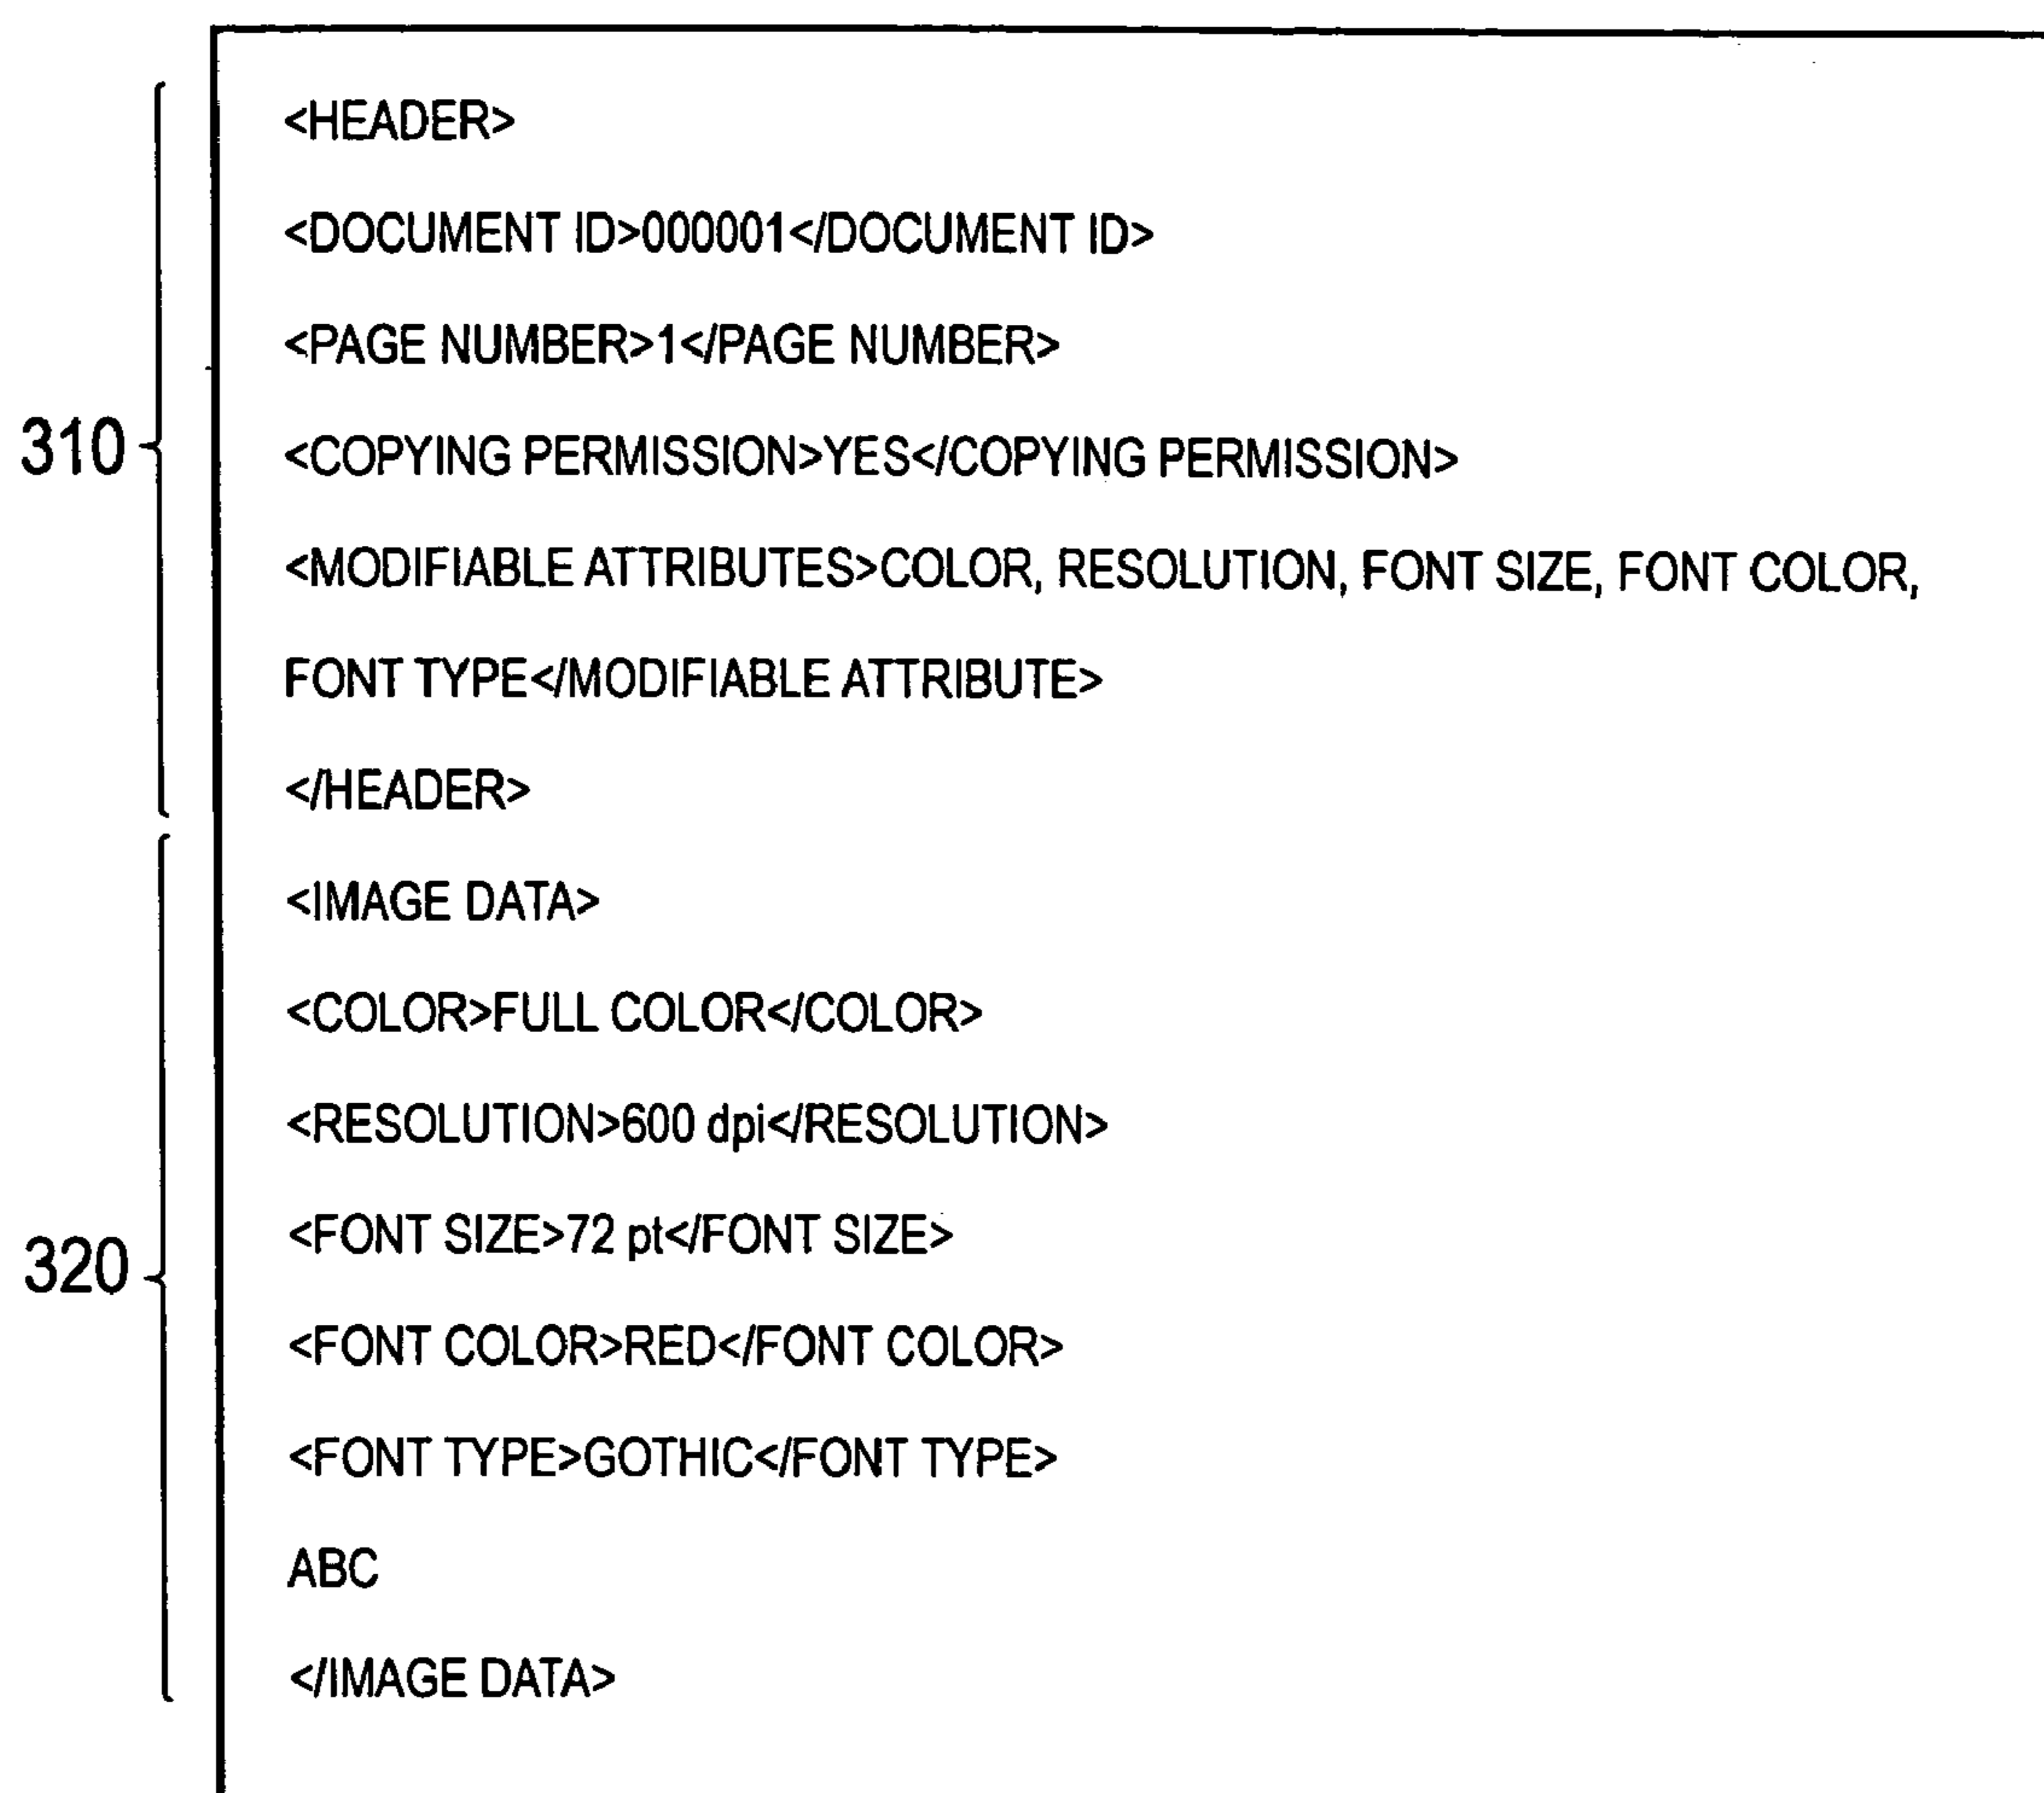 <HEADER>
<DOCUMENT ID>000001</DOCUMENT ID>
<PAGE NUMBER>1</PAGE NUMBER>
310
<COPYING PERMISSION>YES</COPYING PERMISSION>
<MODIFIABLE ATTRIBUTES>COLOR, RESOLUTION, FONT SIZE, FONT COLOR,
FONT TYPE</MODIFIABLE ATTRIBUTE>
</HEADER>
<IMAGE DATA>
<COLOR>FULL COLOR</COLOR>
<RESOLUTION>600 dpi</RESOLUTION>
<FONT SIZE>72 pt</FONT SIZE>
320
<FONT COLOR>RED</FONT COLOR>
<FONT TYPE>GOTHIC</FONT TYPE>
ABC
</IMAGE DATA>